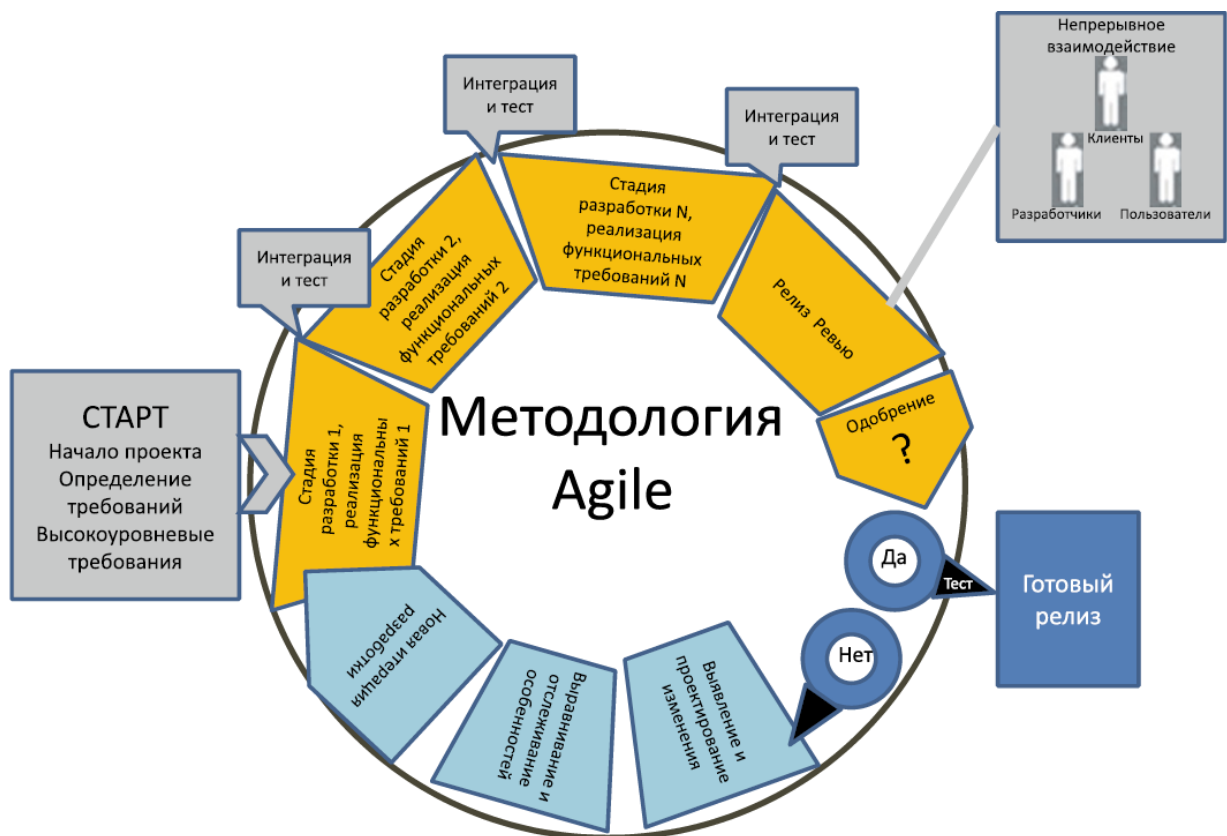 Непрерывное
взаимодействие
Клиенты
Разработчики
Пользователи
Интеграция
и тест
Интеграция
и тест
Интеграция
и тест
СТАРТ
Начало проекта
Определение
требований
Высокоуровневые
требования
Стадия
разработки 1,
реализация
функциональны
х требований 1
Стадия
разработки 2,
реализация
функциональных
требований 2
Стадия
разработки N,
реализация
функциональных
требований N
Релиз Ревью
Одобрение
?
Методология
Agile
Да
Тест
Готовый
релиз
Нет
Выявление и
проектирование
изменения
Выравнивание и
отслеживание
особенностей
Новая итерация
разработки